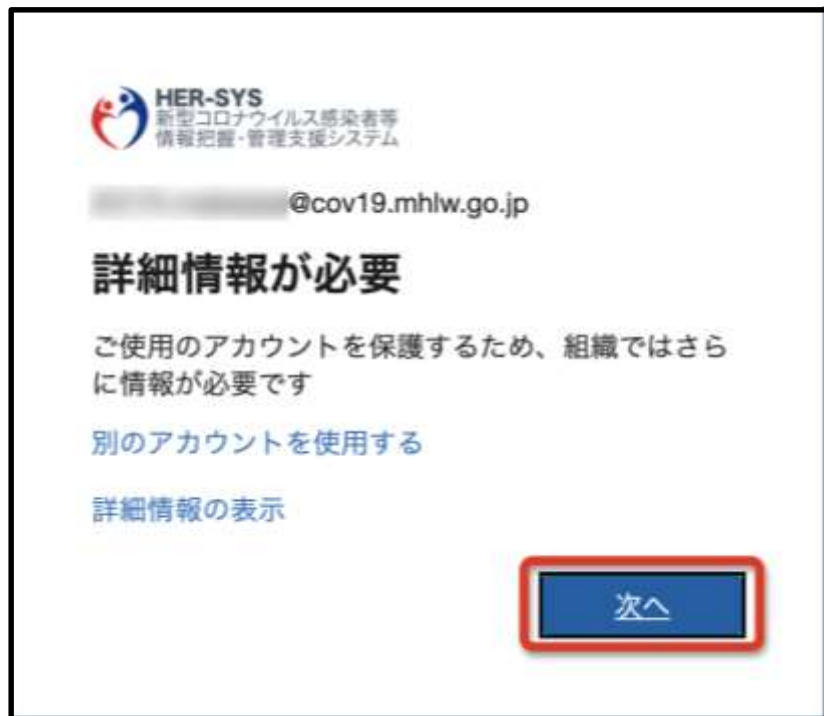 HER-SYS
新型コロナウイルス感染者等
情報把握・管理支援システム
@cov19.mhlw.go.jp
詳細情報が必要
ご使用のアカウントを保護するため、組織ではさら
に情報が必要です
別のアカウントを使用する
詳細情報の表示
次へ